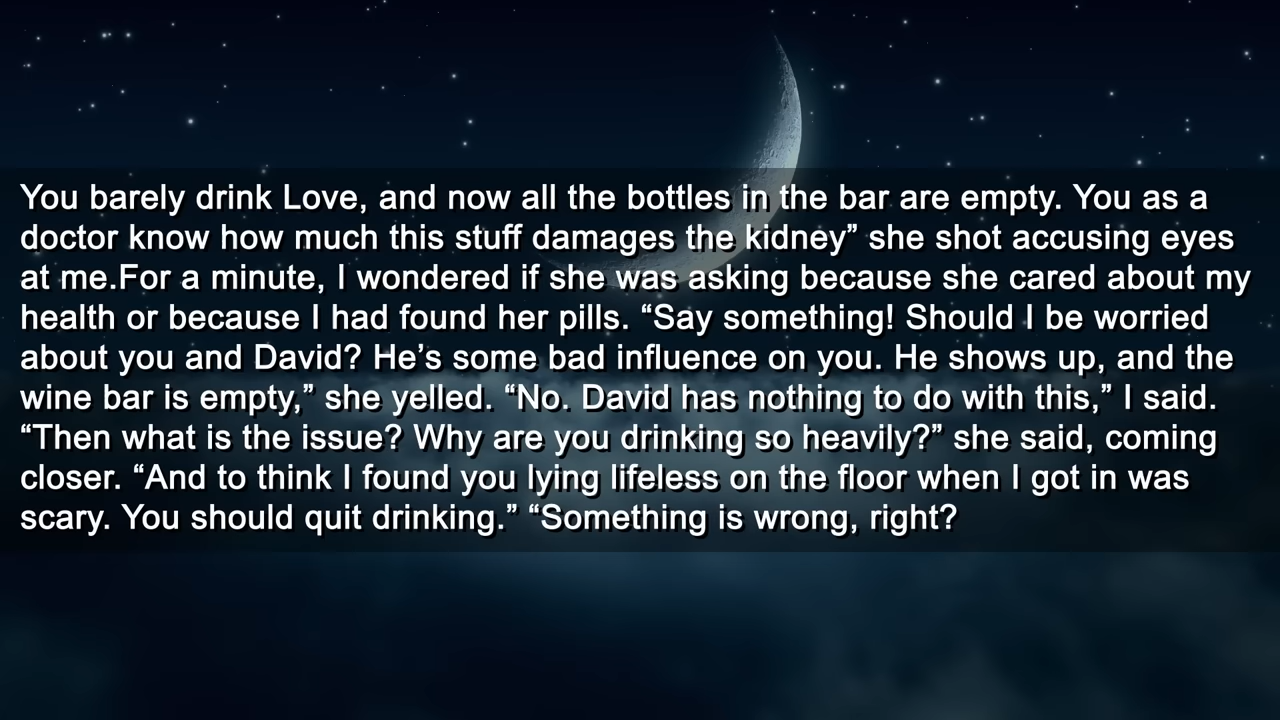 You barely drink Love, and now all the bottles in the bar are empty. You as a
doctor know how much this stuff damages the kidney” she shot accusing eyes
at me.For a minute, I wondered if she was asking because she cared about my
health or because I had found her pills. “Say something! Should I be worried
about you and David? He’s some bad influence on you. He shows up, and the
wine bar is empty,” she yelled. “No. David has nothing to do with this,” I said.
“Then what is the issue? Why are you drinking so heavily?” she said, coming
closer. “And to think I found you lying lifeless on the floor when I got in was
scary. You should quit drinking.” “Something is wrong, right?